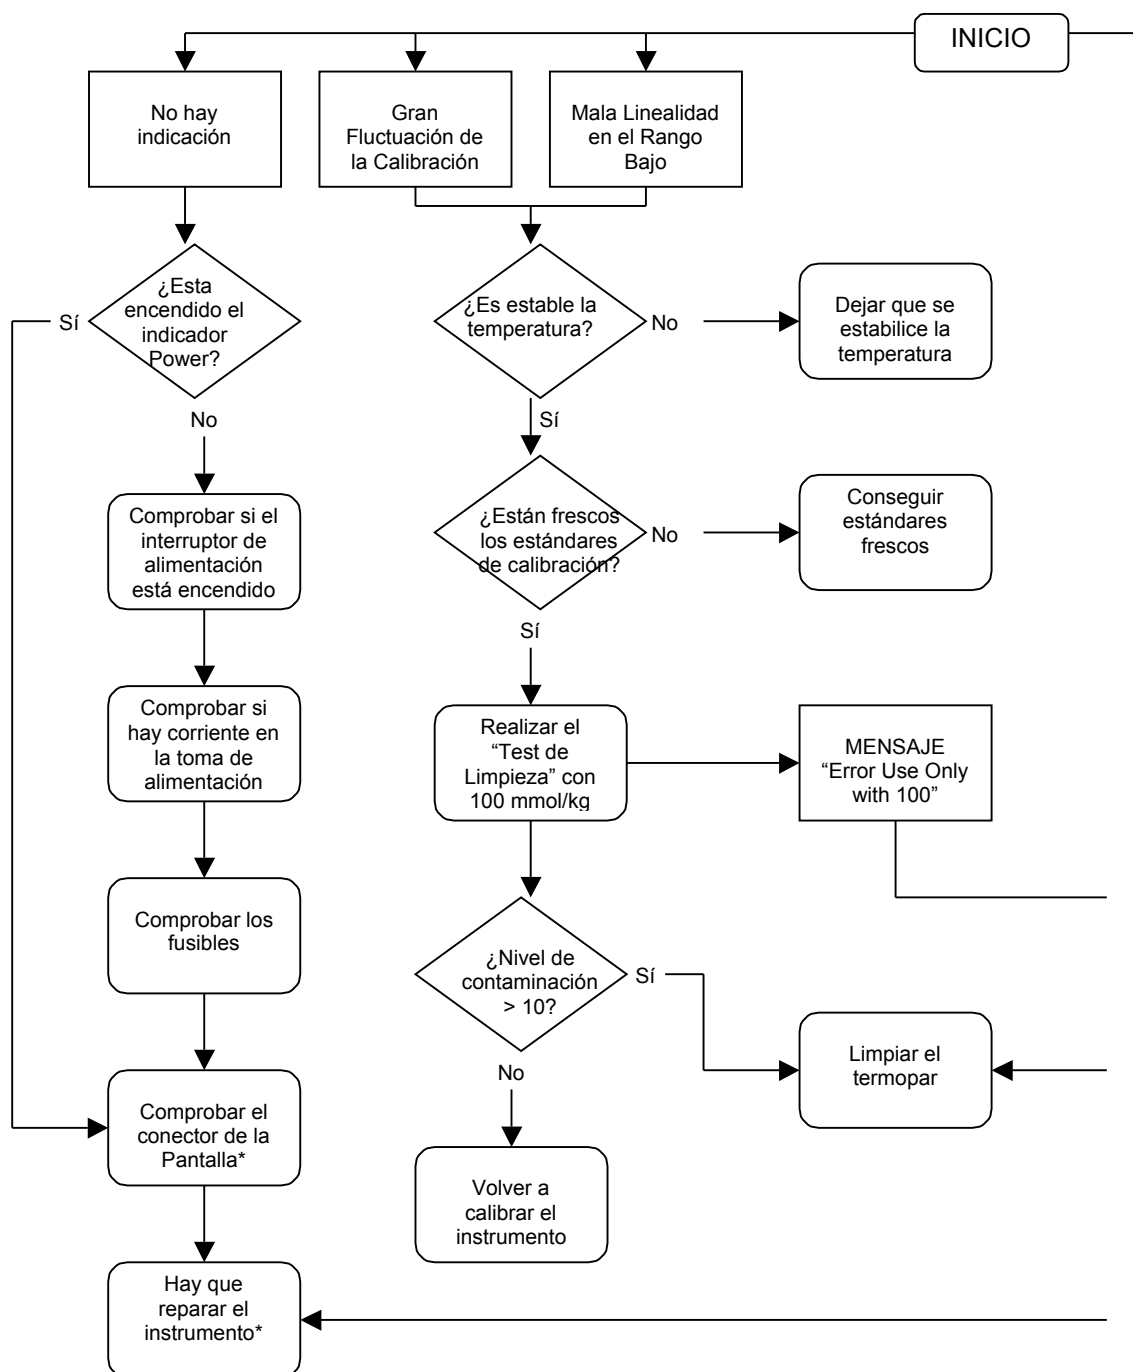 INICIO
No hay
indicación
Gran
Fluctuación de
la Calibración
Mala Linealidad
en el Rango
Bajo
¿Esta
encendido el
indicador
Power?
Sí
No
¿Es estable la
temperatura?
No
Sí
Dejar que se
estabilice la
temperatura
Comprobar si el
interruptor de
alimentación
está encendido
¿Están frescos
los estándares
de calibración?
No
Sí
Conseguir
estándares
frescos
Comprobar si
hay corriente en
la toma de
alimentación
Realizar el
“Test de
Limpieza” con
100 mmol/kg
MENSAJE
“Error Use Only
with 100”
Comprobar los
fusibles
¿Nivel de
contaminación
> 10?
Sí
No
Limpiar el
termopar
Comprobar el
conector de la
Pantalla*
Volver a
calibrar el
instrumento
Hay que
reparar el
instrumento*